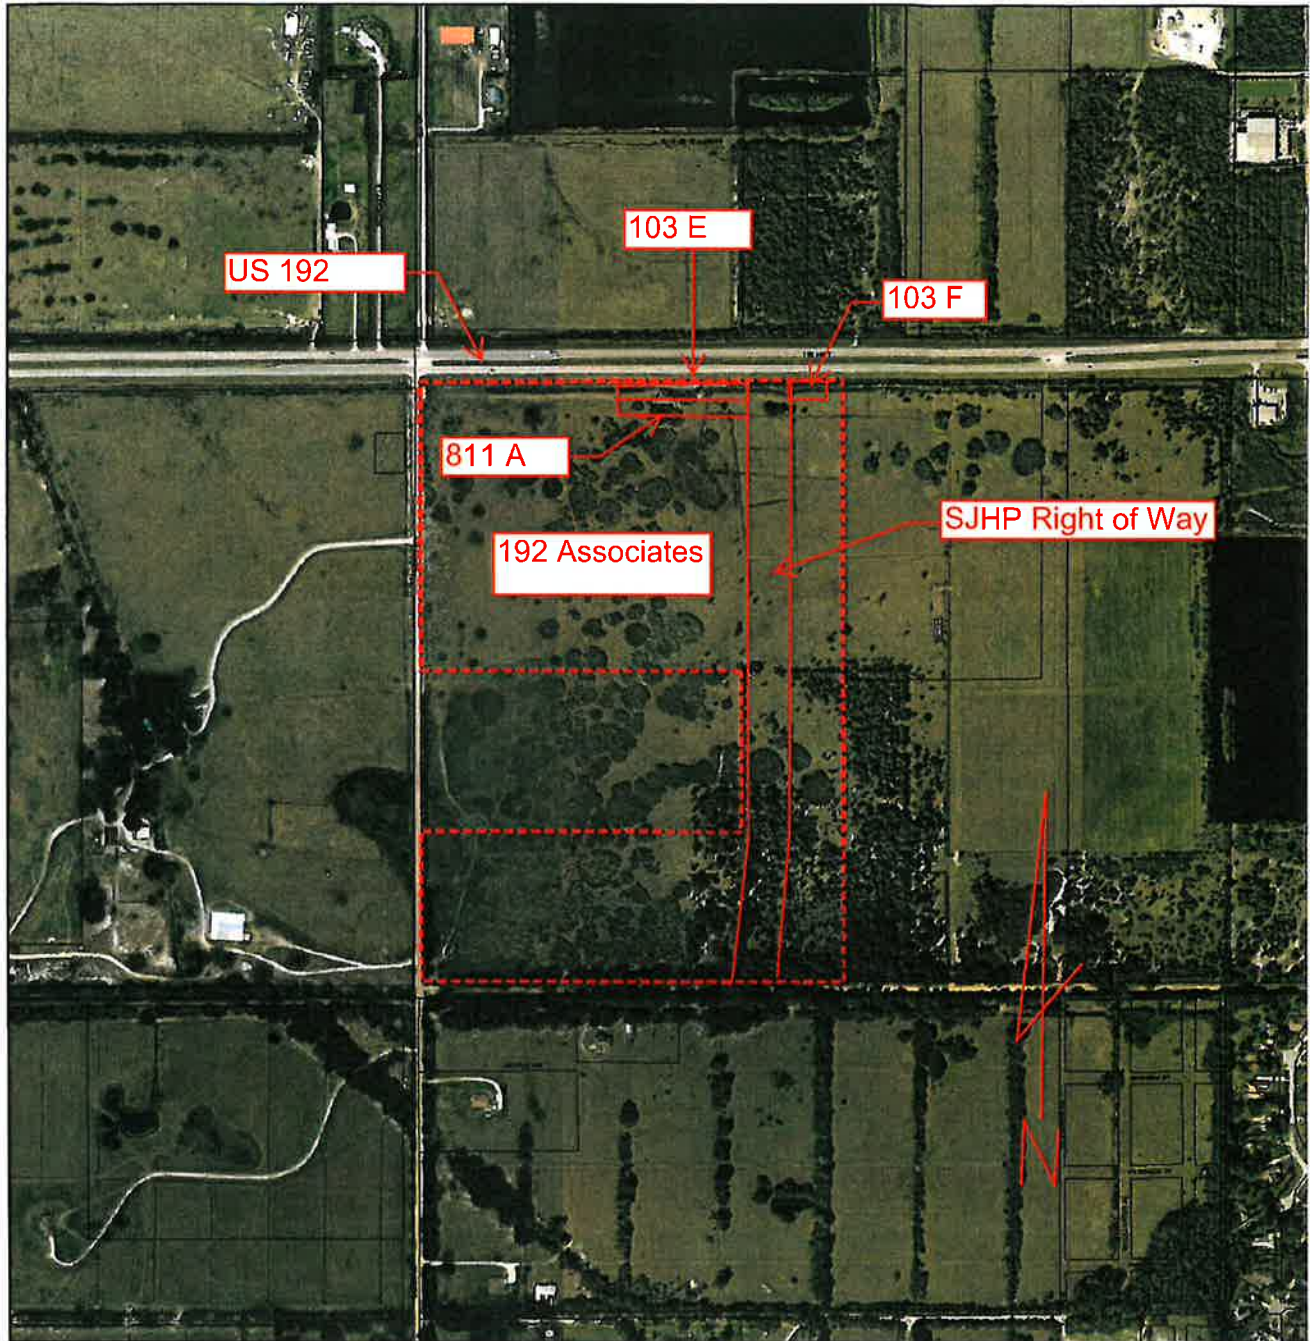 103 E
US 192
103 F
811 A
SJHP Right of Way
192 Associates
N